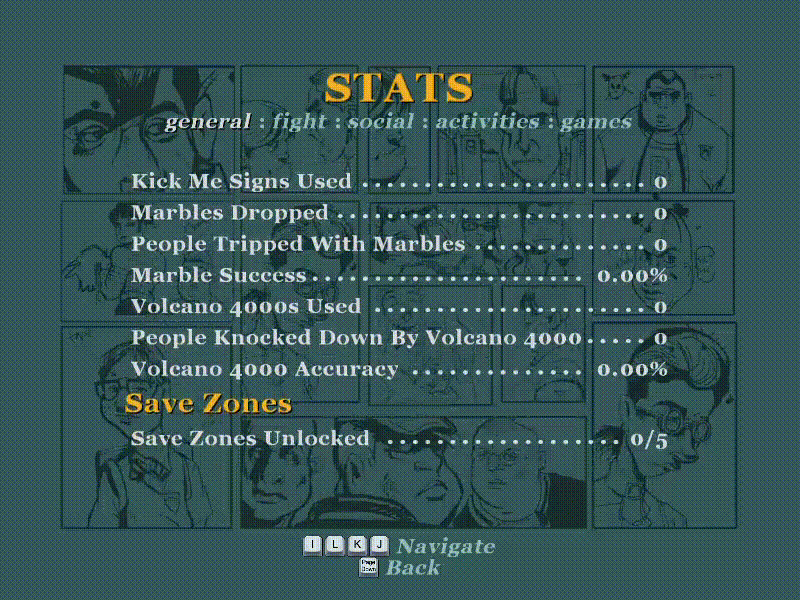 STATS
general : fight : social : activities : games
Kick Me Signs Used ....................... 0
Marbles Dropped ......................... 0
People Tripped With Marbles .............. 0
Marble Success ...................... 0.00%
Volcano 4000s Used ...................... 0
People Knocked Down By Volcano 4000 ..... 0
Volcano 4000 Accuracy .............. 0.00%
Save Zones
Save Zones Unlocked ................... 0/5
I L K J Navigate
Page Down Back